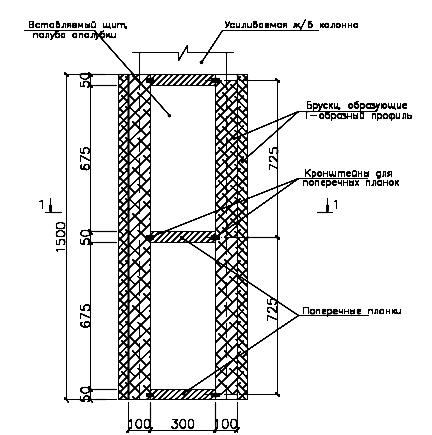 Вставляемый щит,
палуба опалубки
Усиливаемая ж/б колонна
Бруски, образующие
Г-образный профиль
Кронштейны для
поперечных планок
Поперечные планки
50
675
50
675
50
1500
725
725
1
1
100
300
100